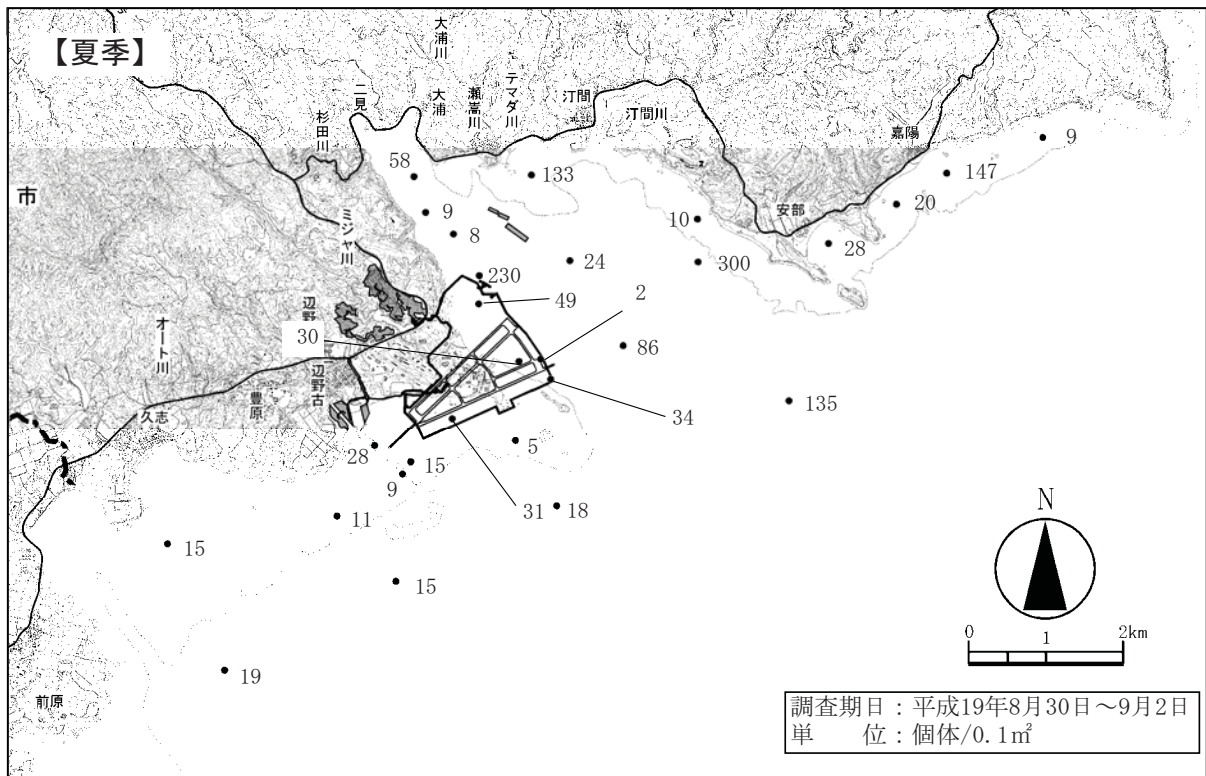 【夏季】
大浦川
テマダ川
瀬嵩川
大浦
二見
杉田川
汀間
汀間川
嘉陽
安部
市
ミジャ川
辺野
辺野古
オート川
豊原
久志
前原
9
147
20
28
133
58
9
8
10
300
24
230
49
2
30
86
34
135
5
28
15
9
31
18
11
15
15
19
N
0 1 2km
調査期日：平成19年8月30日～9月2日
単　位：個体/0.1㎡